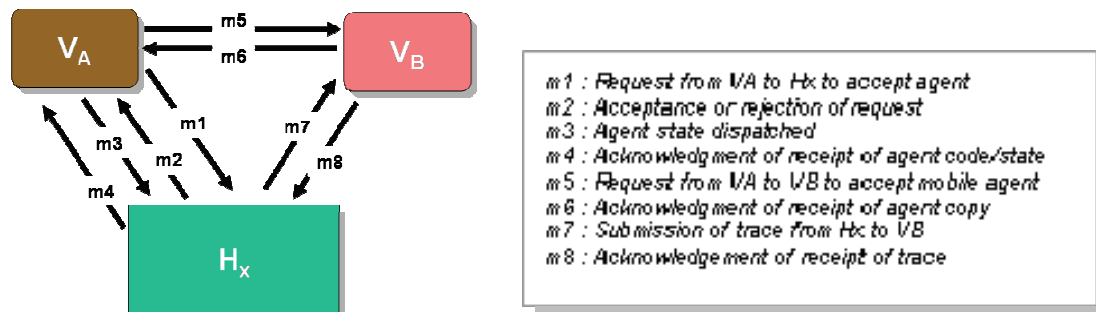 m5
V_A
m6
V_B
m1
m7
m3
m2
m8
m4
H_x
m1 : Request from VA to Hx to accept agent
m2 : Acceptance or rejection of request
m3 : Agent state dispatched
m4 : Acknowledgment of receipt of agent code/state
m5 : Request from VA to VB to accept mobile agent
m6 : Acknowledgment of receipt of agent copy
m7 : Submission of trace from Hx to VB
m8 : Acknowledgement of receipt of trace